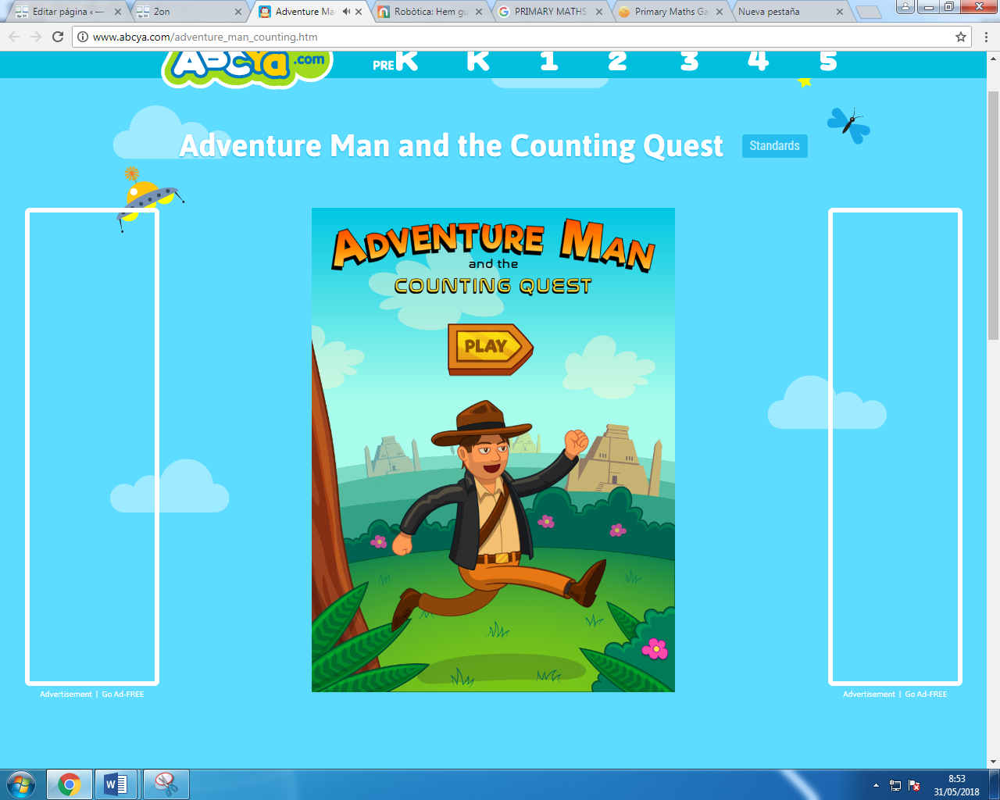 Editar página ‹ —
2on
Adventure Ma
Robòtica: Hem gu
PRIMARY MATHS
Primary Maths Ga
Nueva pestaña
www.abcya.com/adventure_man_counting.htm
ABCYa.com
PRE K K 1 2 3 4 5
Adventure Man and the Counting Quest
Standards
ADVENTURE MAN
and the
COUNTING QUEST
PLAY
Advertisement | Go Ad-FREE
Advertisement | Go Ad-FREE
8:53
31/05/2018